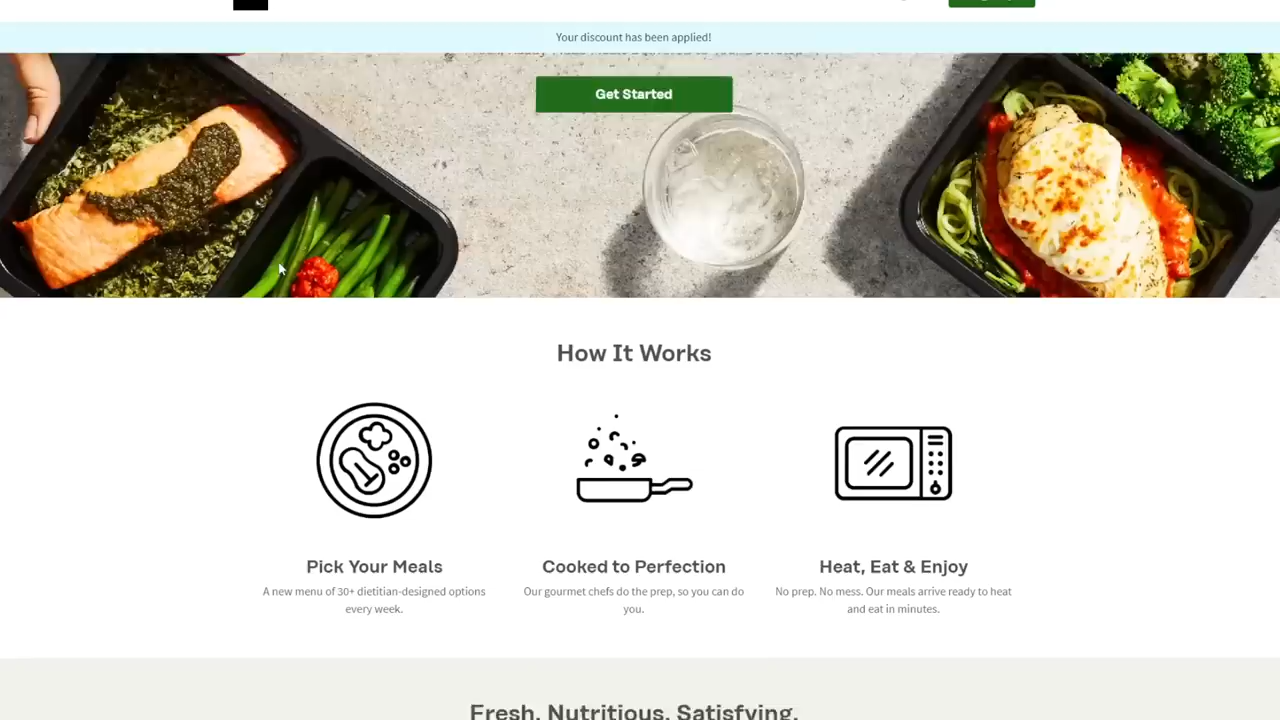 Your discount has been applied!
Get Started
How It Works
Pick Your Meals
A new menu of 30+ dietitian-designed options
every week.
Cooked to Perfection
Our gourmet chefs do the prep, so you can do
you.
Heat, Eat & Enjoy
No prep. No mess. Our meals arrive ready to heat
and eat in minutes.
Fresh. Nutritious. Satisfying.